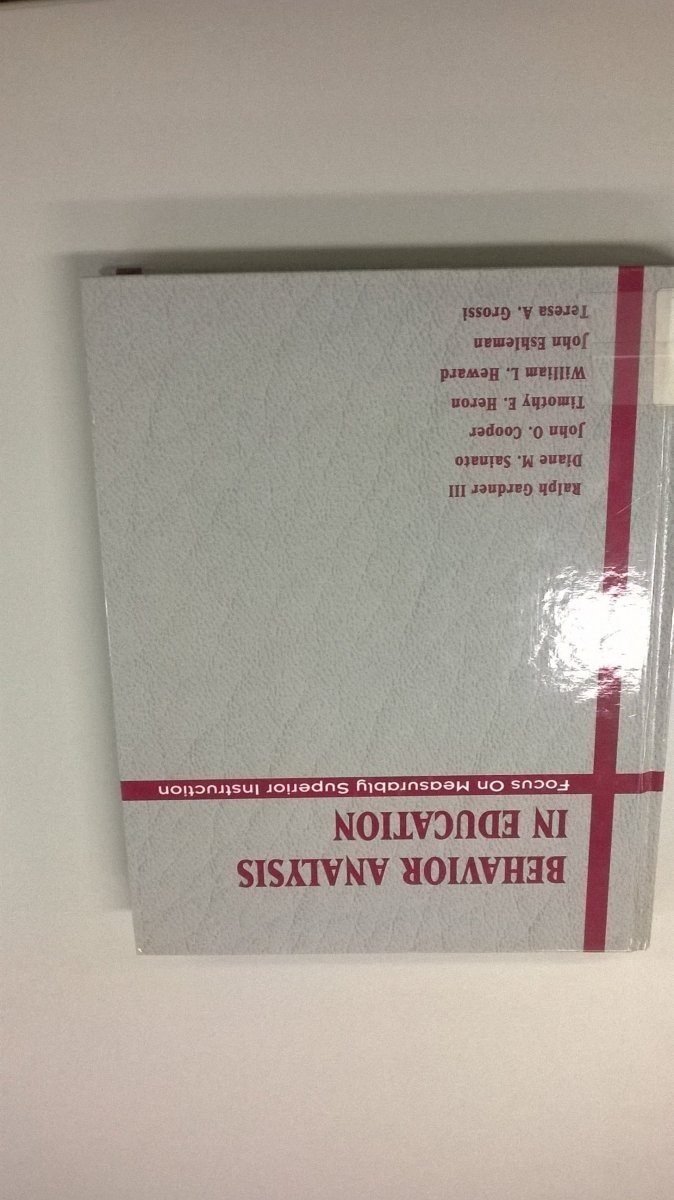 BEHAVIOR ANALYSIS
IN EDUCATION
Focus On Measurably Superior Instruction
Ralph Gardner III
Diane M. Sainato
John O. Cooper
Timothy E. Heron
William L. Heward
John Eshleman
Teresa A. Grossi